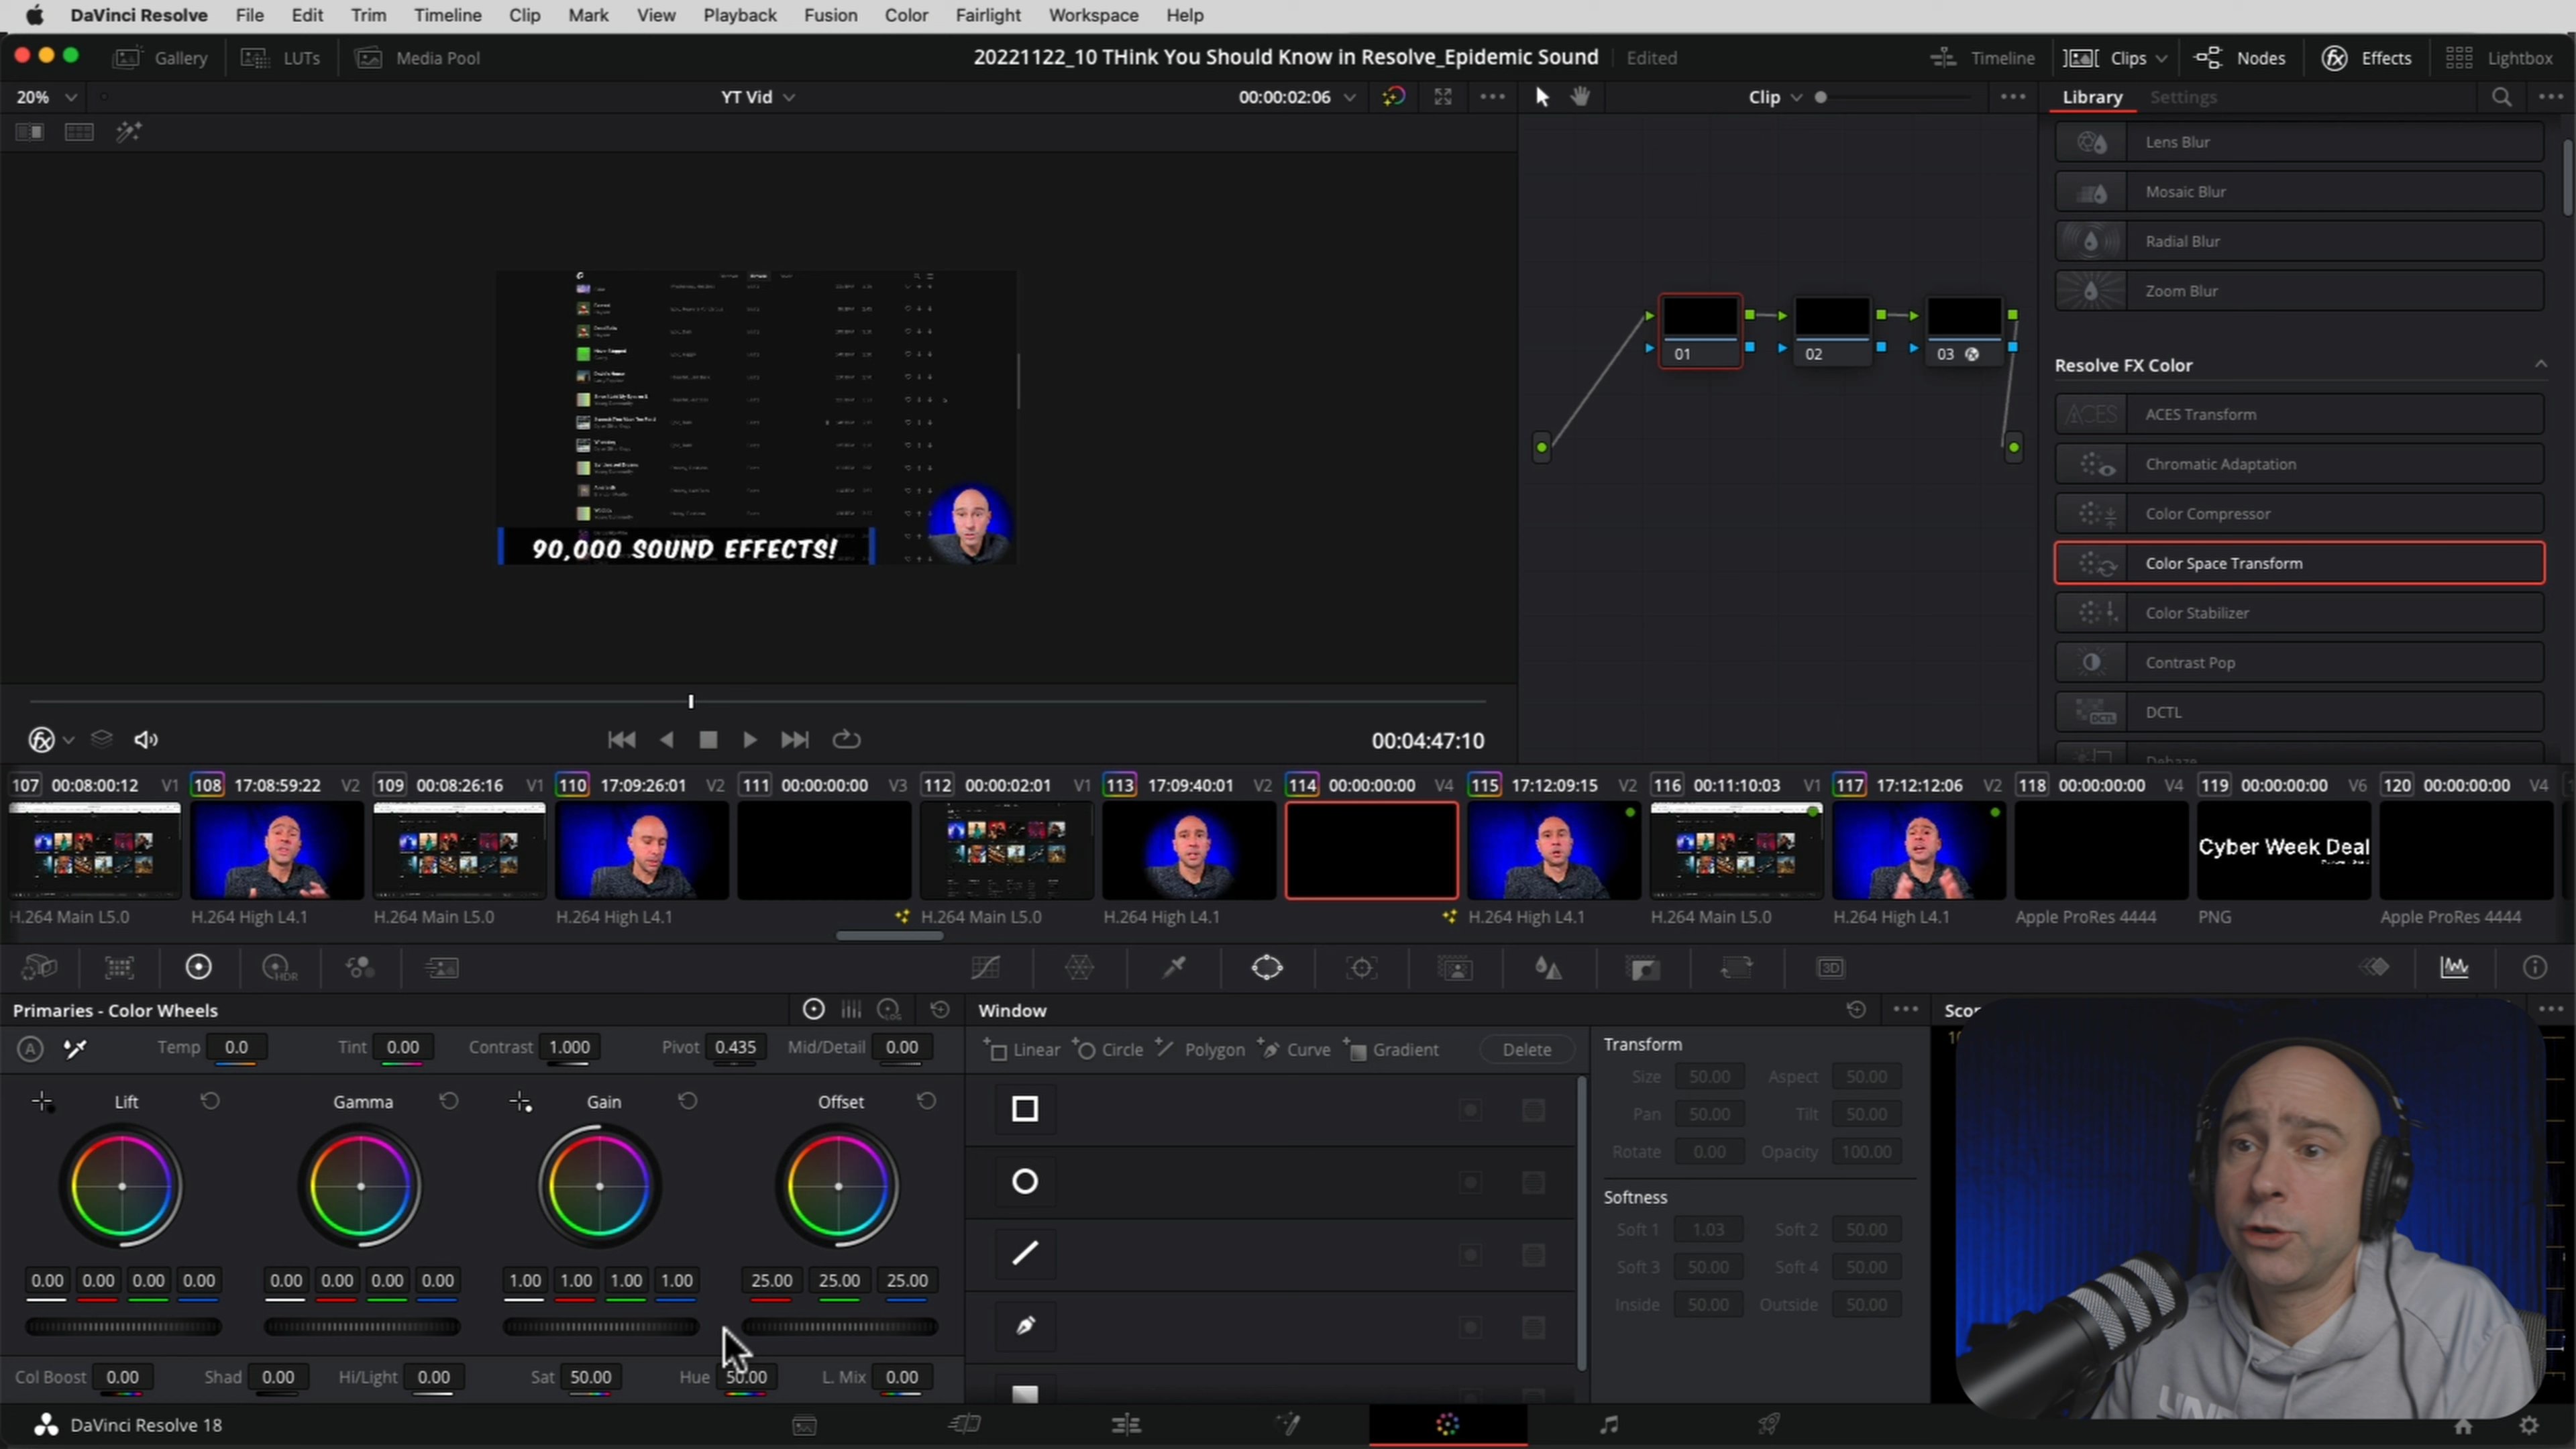 DaVinci Resolve File Edit Trim Timeline Clip Mark View Playback Fusion Color Fairlight Workspace Help
Gallery LUTs Media Pool 20221122_10 THink You Should Know in Resolve_Epidemic Sound Edited Timeline Clips Nodes Effects Lightbox
20% YT Vid 00:00:02:06 Clip Library Settings
Lens Blur
Mosaic Blur
Radial Blur
Zoom Blur
Resolve FX Color
ACES ACES Transform
Chromatic Adaptation
Color Compressor
Color Space Transform
Color Stabilizer
Contrast Pop
DCTL DCTL
01 02 03
90,000 SOUND EFFECTS!
00:04:47:10
107 00:08:00:12 V1 108 17:08:59:22 V2 109 00:08:26:16 V1 110 17:09:26:01 V2 111 00:00:00:00 V3 112 00:00:02:01 V1 113 17:09:40:01 V2 114 00:00:00:00 V4 115 17:12:09:15 V2 116 00:11:10:03 V1 117 17:12:12:06 V2 118 00:00:08:00 V4 119 00:00:08:00 V6 120 00:00:00:00 V4
Cyber Week Deal
H.264 Main L5.0 H.264 High L4.1 H.264 Main L5.0 H.264 High L4.1 H.264 Main L5.0 H.264 High L4.1 H.264 High L4.1 H.264 Main L5.0 H.264 High L4.1 Apple ProRes 4444 PNG Apple ProRes 4444
HDR 3D
Primaries - Color Wheels LOG Window
A Temp 0.0 Tint 0.00 Contrast 1.000 Pivot 0.435 Mid/Detail 0.00
Linear Circle Polygon Curve Gradient Delete
Transform
Size 50.00 Aspect 50.00
Pan 50.00 Tilt 50.00
Rotate 0.00 Opacity 100.00
Softness
Soft 1 1.03 Soft 2 50.00
Soft 3 50.00 Soft 4 50.00
Inside 50.00 Outside 50.00
Lift Gamma Gain Offset
0.00 0.00 0.00 0.00 0.00 0.00 0.00 0.00 1.00 1.00 1.00 1.00 25.00 25.00 25.00
Col Boost 0.00 Shad 0.00 Hi/Light 0.00 Sat 50.00 Hue 50.00 L. Mix 0.00
DaVinci Resolve 18